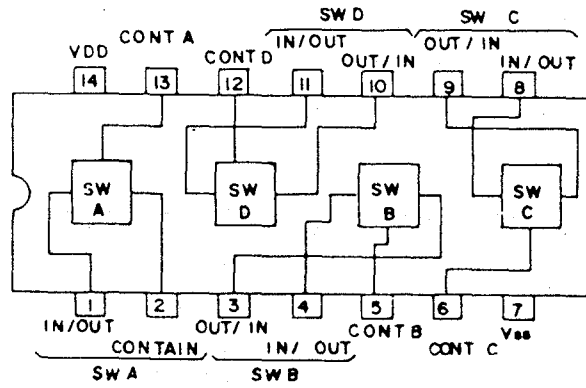 SW D SW C
CONT A IN/OUT OUT/IN
VDD CONT D OUT/IN IN/OUT
14 13 12 11 10 9 8
SW A
SW D
SW B
SW C
1 2 3 4 5 6 7
IN/OUT OUT/IN CONT B Vss
CONTAIN IN/ OUT CONT C
SW A SW B